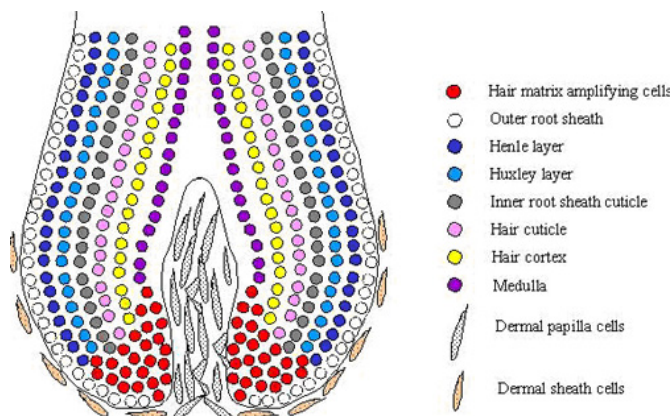 Hair matrix amplifying cells
Outer root sheath
Henle layer
Huxley layer
Inner root sheath cuticle
Hair cuticle
Hair cortex
Medulla
Dermal papilla cells
Dermal sheath cells